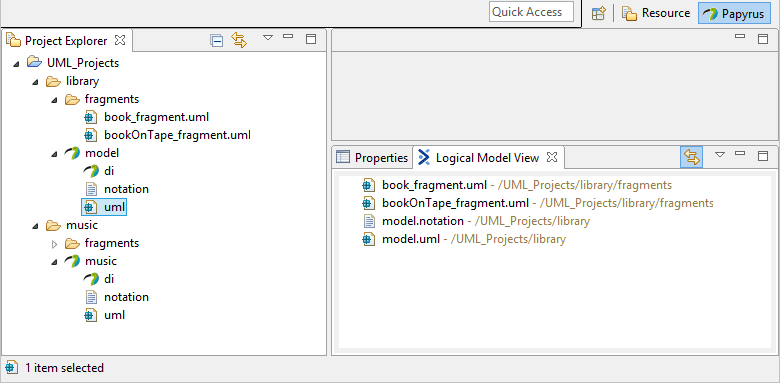 Quick Access
Resource
Papyrus
Project Explorer
UML_Projects
library
fragments
book_fragment.uml
bookOnTape_fragment.uml
model
di
notation
uml
music
fragments
music
di
notation
uml
Properties
Logical Model View
book_fragment.uml - /UML_Projects/library/fragments
bookOnTape_fragment.uml - /UML_Projects/library/fragments
model.notation - /UML_Projects/library
model.uml - /UML_Projects/library
1 item selected